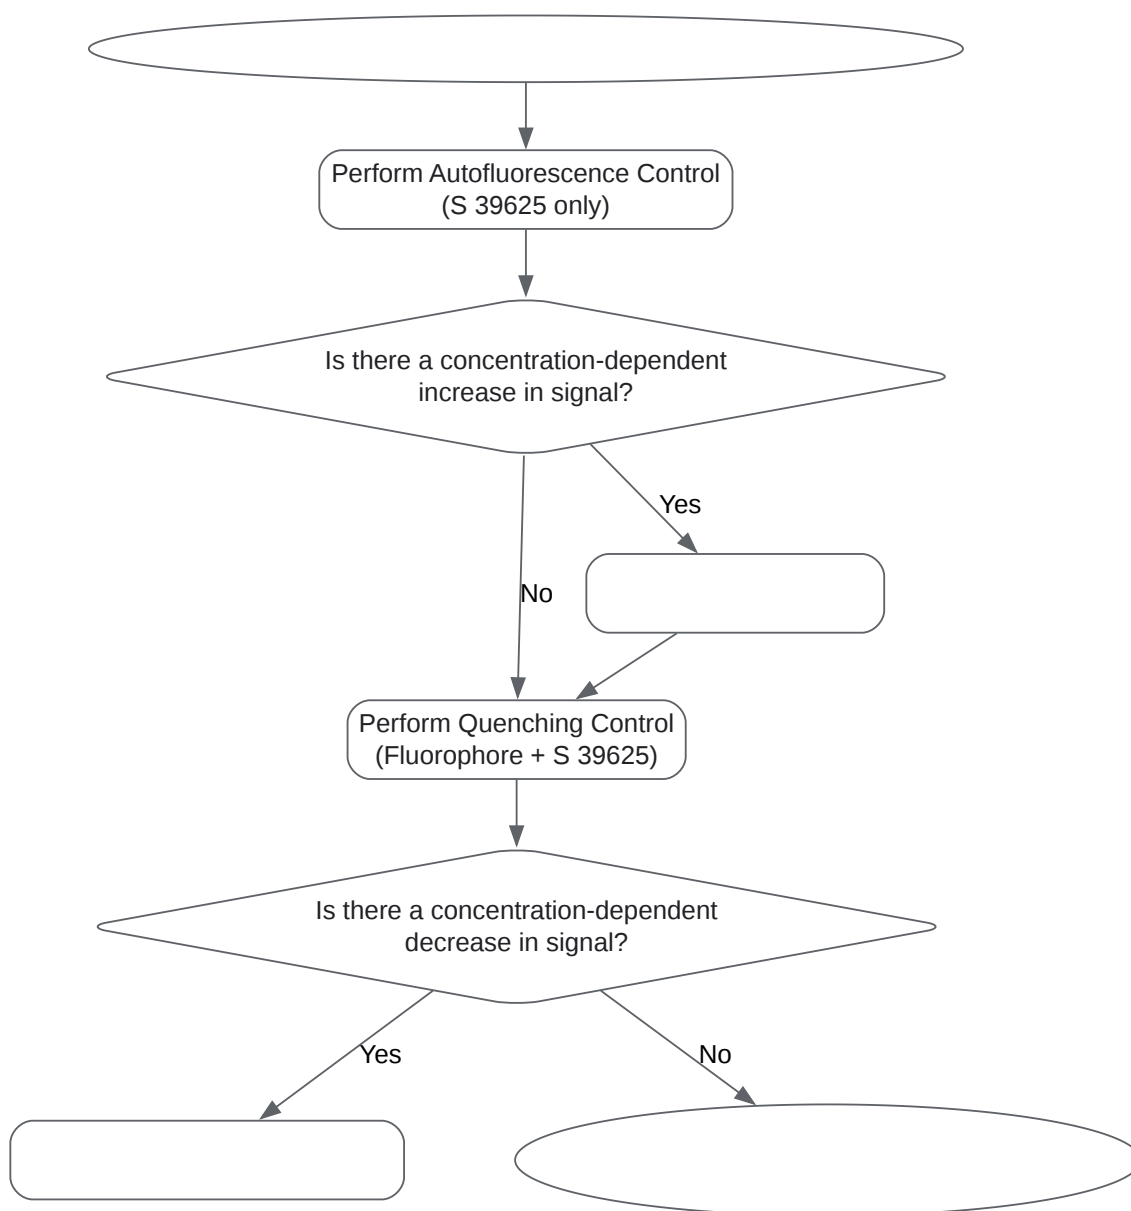 Perform Autofluorescence Control
(S 39625 only)
Is there a concentration-dependent
increase in signal?
Yes
No
Perform Quenching Control
(Fluorophore + S 39625)
Is there a concentration-dependent
decrease in signal?
Yes
No